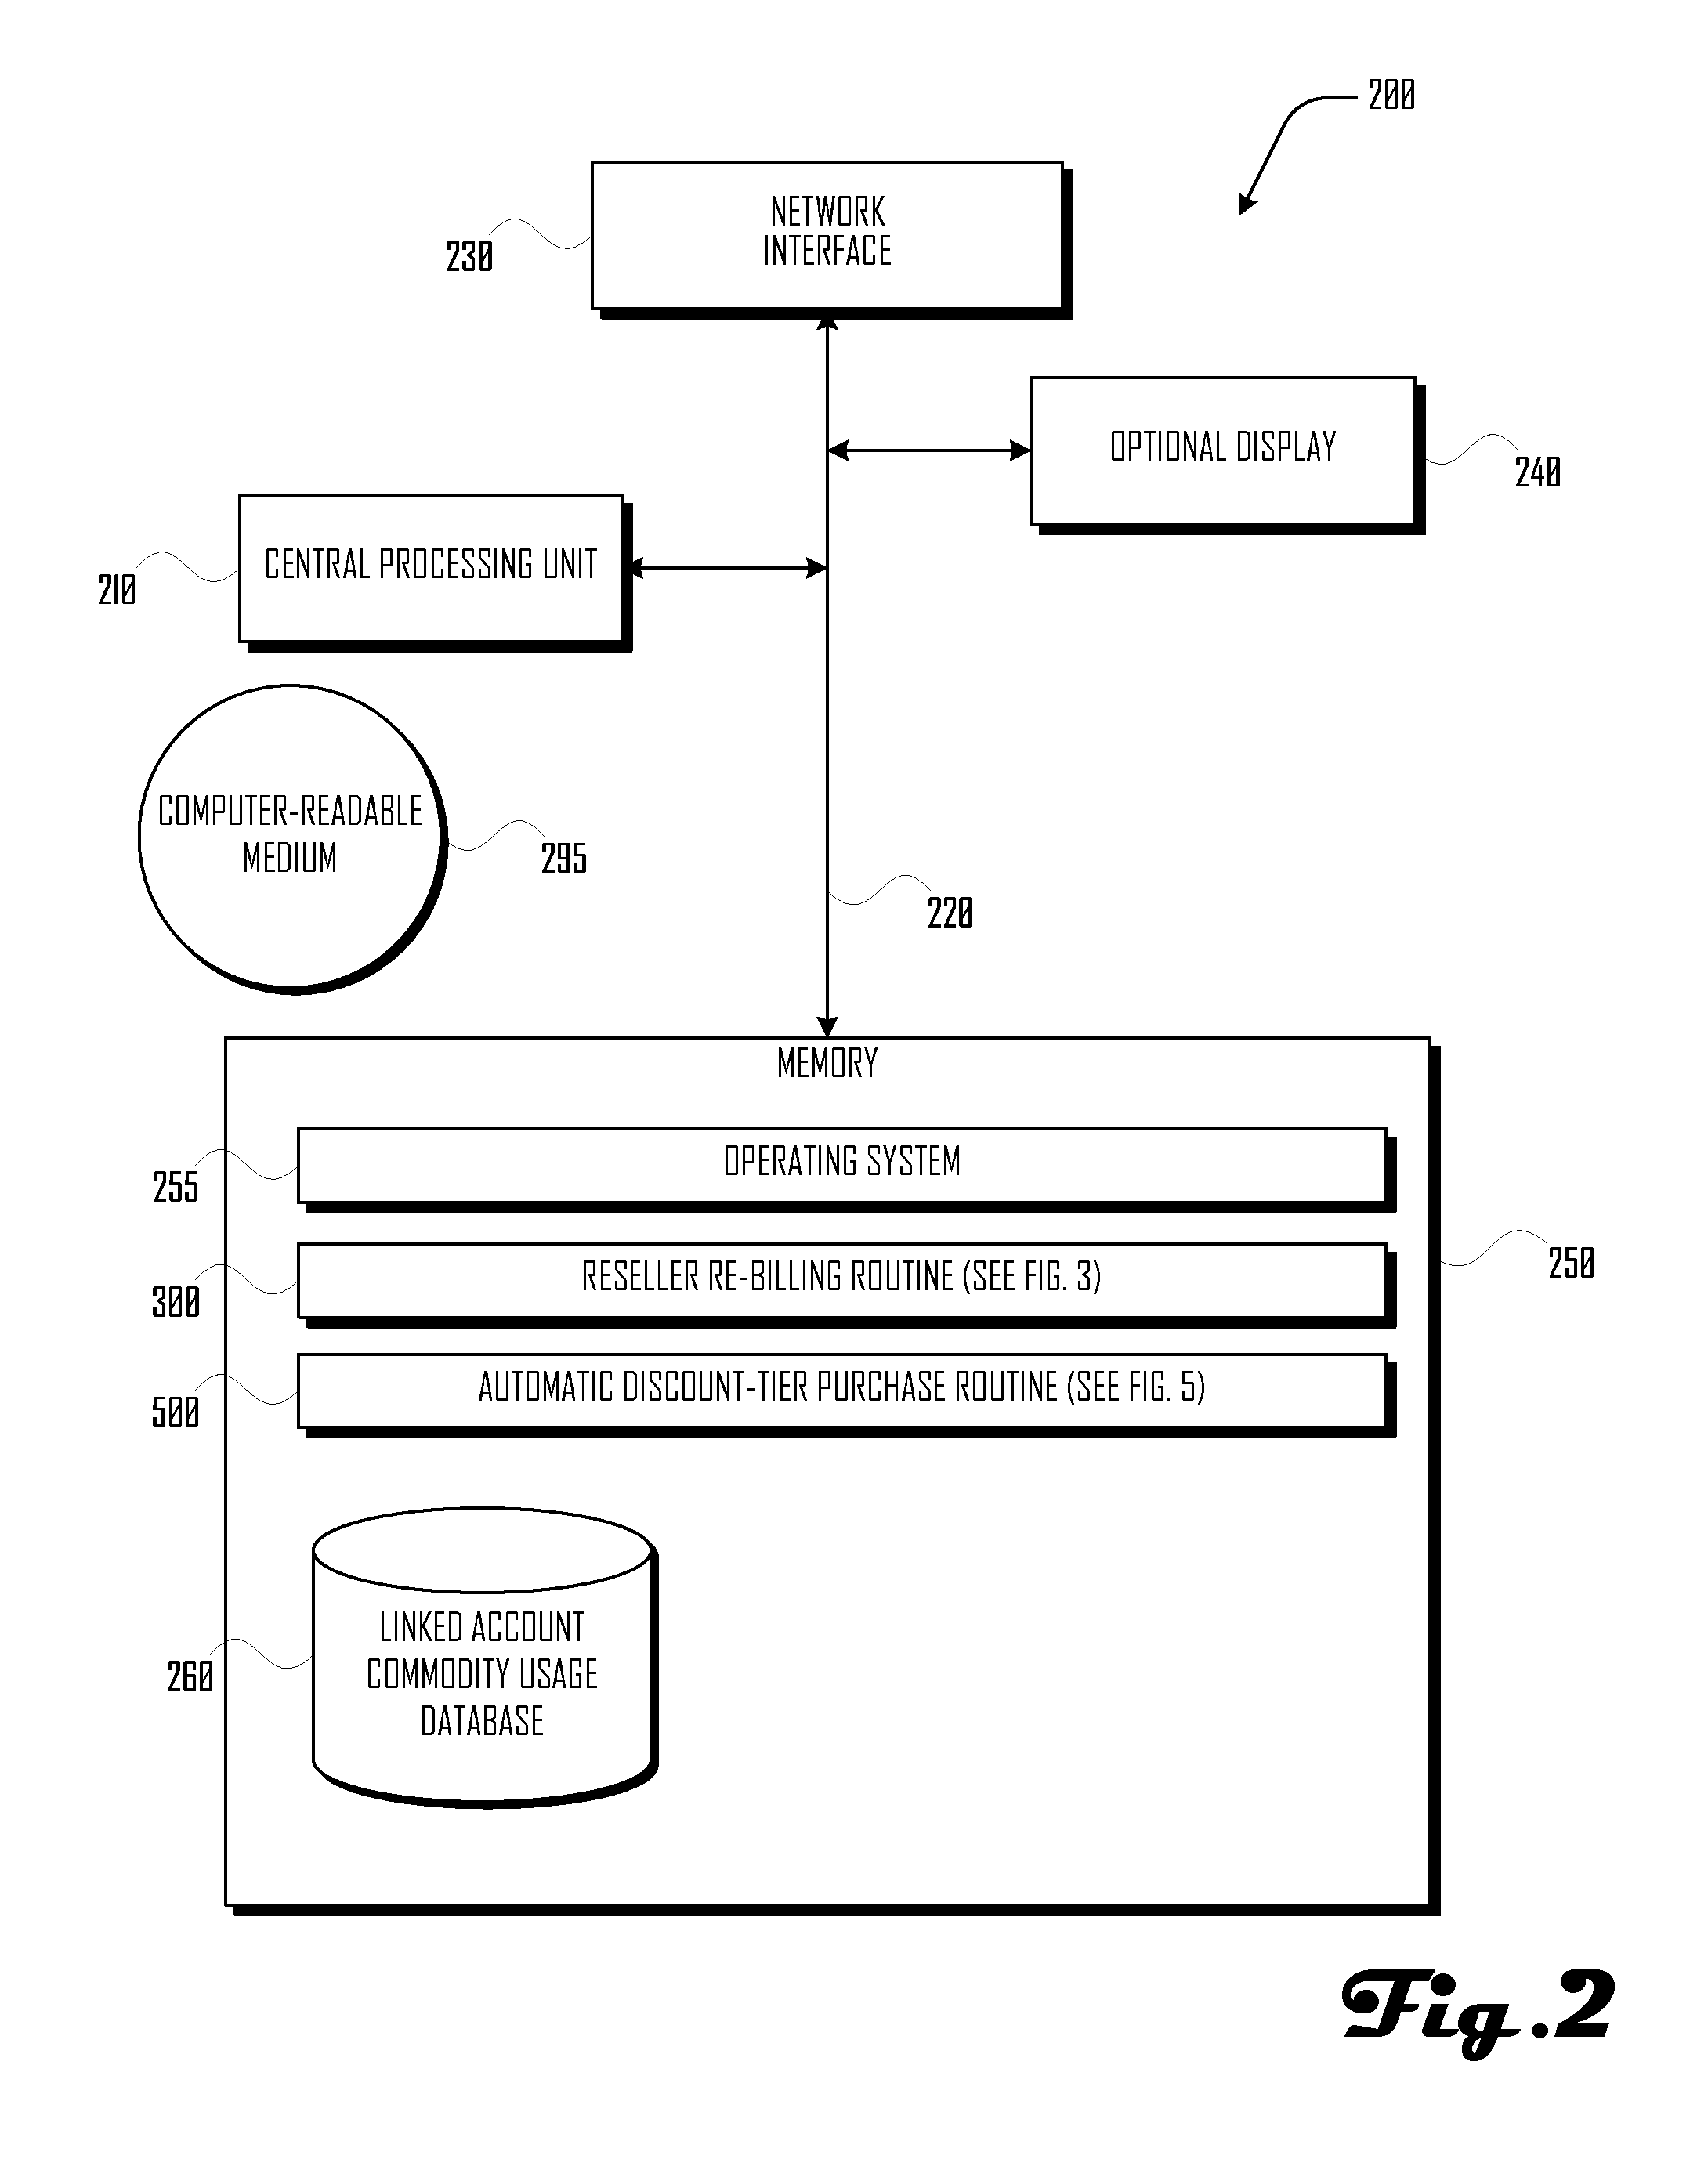 200
NETWORK
INTERFACE
230
OPTIONAL DISPLAY
240
CENTRAL PROCESSING UNIT
210
COMPUTER-READABLE
MEDIUM
295
220
MEMORY
OPERATING SYSTEM
255
250
RESELLER RE-BILLING ROUTINE (SEE FIG. 3)
300
AUTOMATIC DISCOUNT-TIER PURCHASE ROUTINE (SEE FIG. 5)
500
LINKED ACCOUNT
COMMODITY USAGE
DATABASE
260
Fig.2